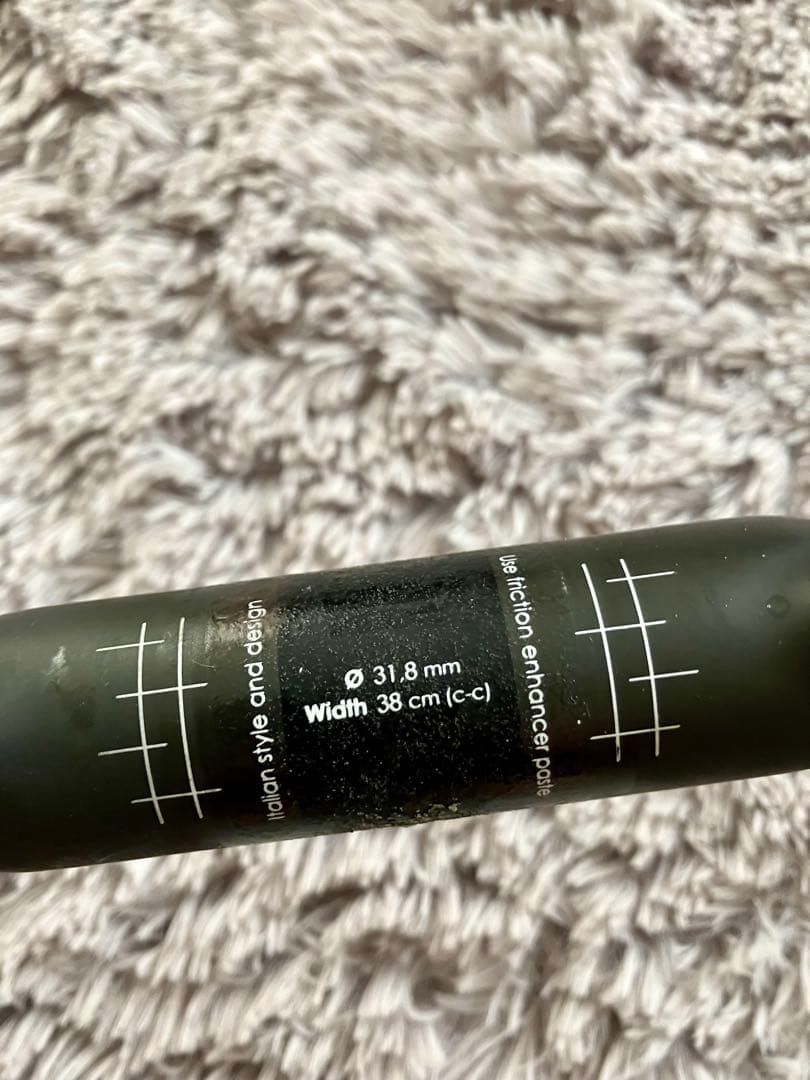 Italian style and design
Ø 31,8 mm
Width 38 cm (c-c)
Use friction enhancer paste